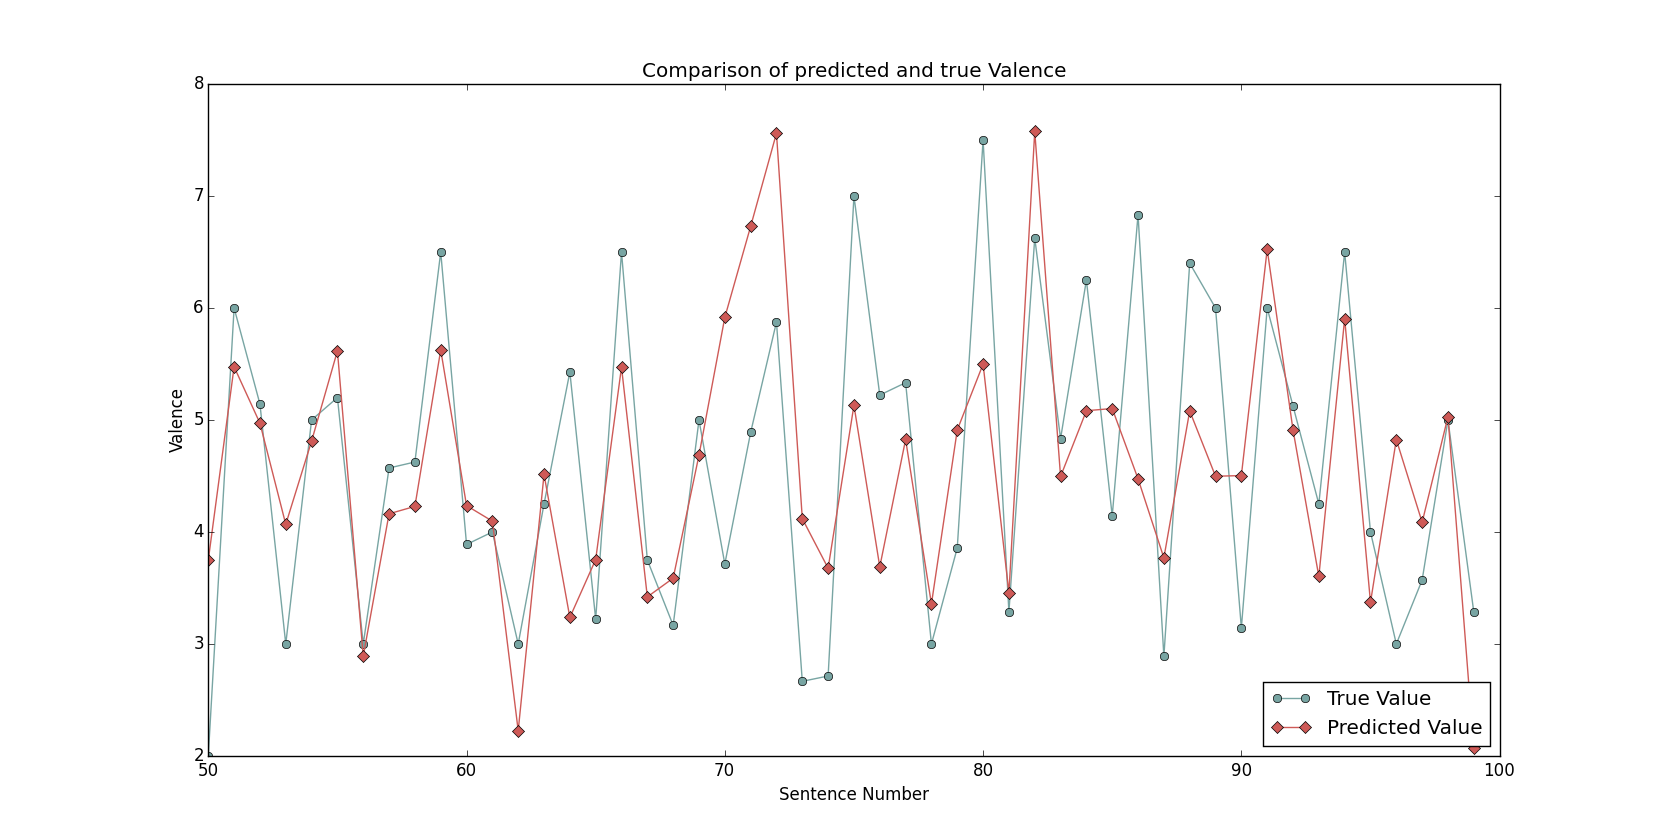 Comparison of predicted and true Valence
8
7
6
5
4
3
2
Valence
50 60 70 80 90 100
Sentence Number
True Value
Predicted Value